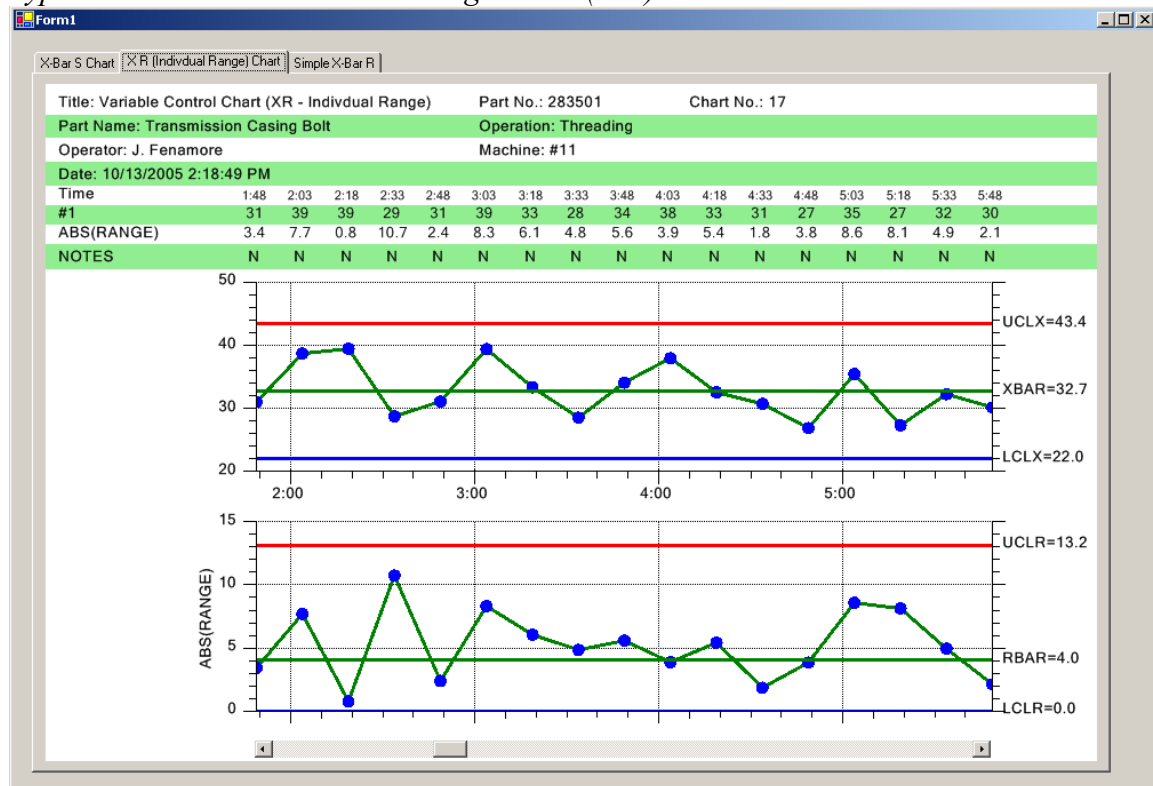 Form1
X-Bar S Chart X R (Indivdual Range) Chart Simple X-Bar R
Title: Variable Control Chart (XR - Indivdual Range) Part No.: 283501 Chart No.: 17
Part Name: Transmission Casing Bolt Operation: Threading
Operator: J. Fenamore Machine: #11
Date: 10/13/2005 2:18:49 PM
Time 1:48 2:03 2:18 2:33 2:48 3:03 3:18 3:33 3:48 4:03 4:18 4:33 4:48 5:03 5:18 5:33 5:48
#1 31 39 39 29 31 39 33 28 34 38 33 31 27 35 27 32 30
ABS(RANGE) 3.4 7.7 0.8 10.7 2.4 8.3 6.1 4.8 5.6 3.9 5.4 1.8 3.8 8.6 8.1 4.9 2.1
NOTES N N N N N N N N N N N N N N N N N
50
UCLX=43.4
40
XBAR=32.7
30
LCLX=22.0
20
2:00 3:00 4:00 5:00
15
UCLR=13.2
10
ABS(RANGE)
5
RBAR=4.0
0
LCLR=0.0